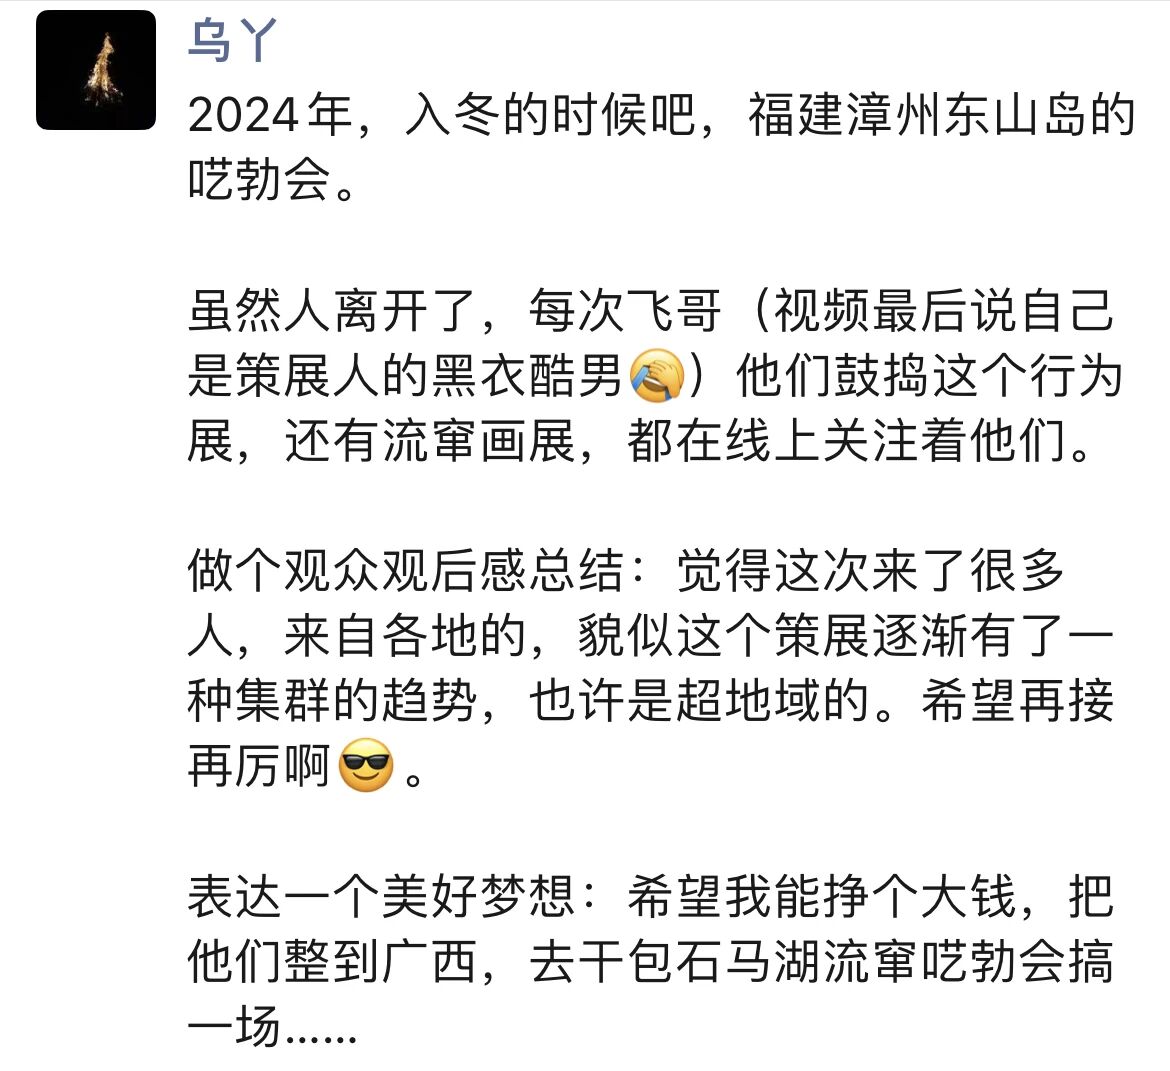 乌丫
2024年，入冬的时候吧，福建漳州东山岛的
呓勃会。
虽然人离开了，每次飞哥（视频最后说自己
是策展人的黑衣酷男🤦）他们鼓捣这个行为
展，还有流窜画展，都在线上关注着他们。
做个观众观后感总结：觉得这次来了很多
人，来自各地的，貌似这个策展逐渐有了一
种集群的趋势，也许是超地域的。希望再接
再厉啊😎。
表达一个美好梦想：希望我能挣个大钱，把
他们整到广西，去干包石马湖流窜呓勃会搞
一场……